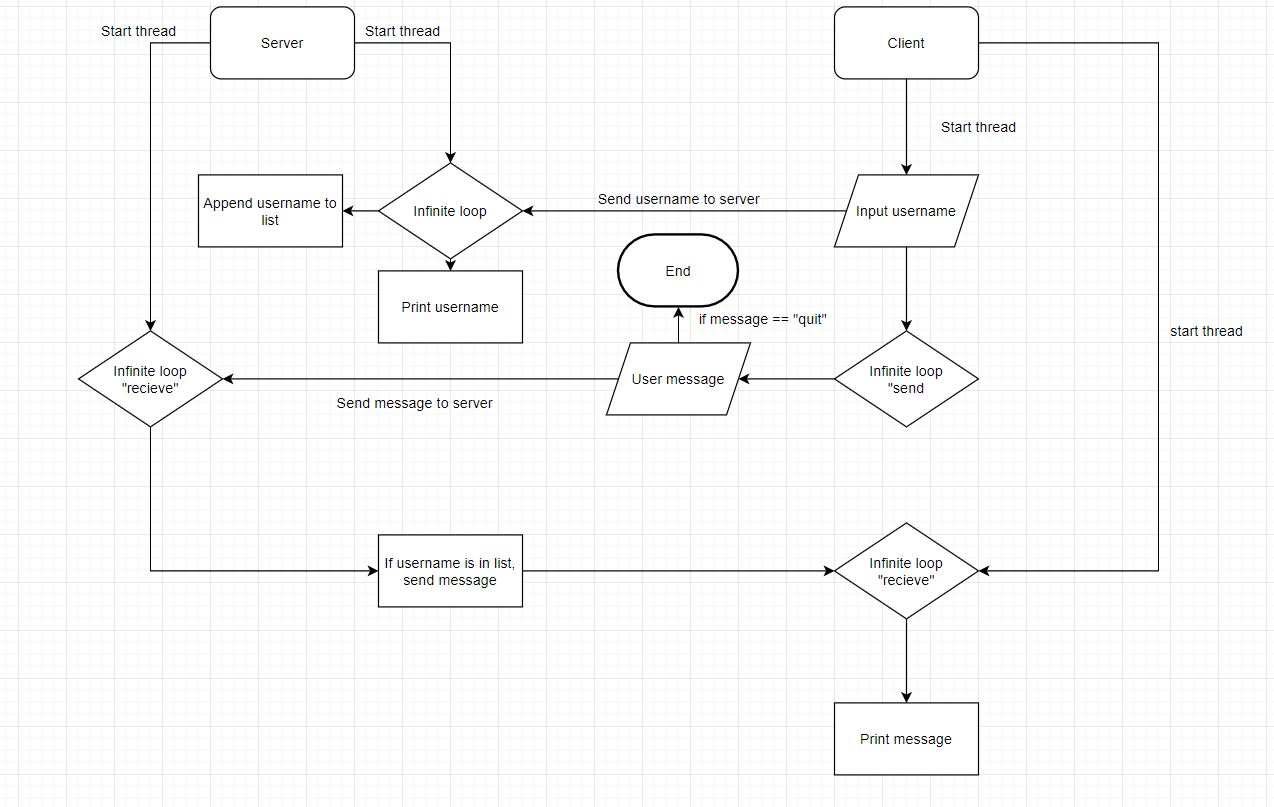 Start thread
Server
Start thread
Client
Start thread
Append username to
list
Infinite loop
Send username to server
Input username
End
Print username
if message == "quit"
start thread
Infinite loop
"recieve"
User message
Infinite loop
"send
Send message to server
If username is in list,
send message
Infinite loop
"recieve"
Print message